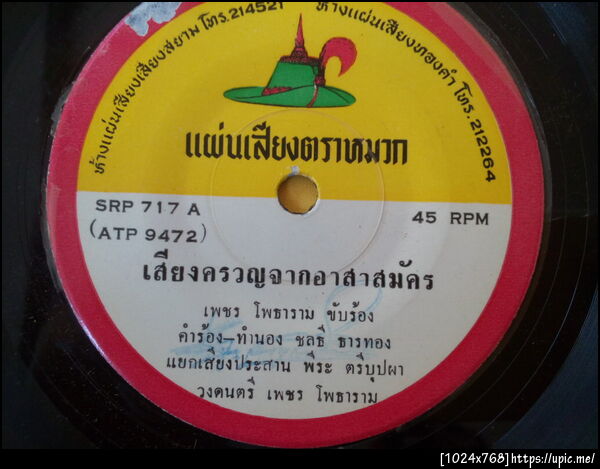 ห้างแผ่นเสียงเสียงสยาม โทร.214521
ห้างแผ่นเสียงทองคำ โทร. 212264
แผ่นเสียงตราหมวก
SRP 717 A
45 RPM
(ATP 9472)
เสียงครวญจากอาสาสมัคร
เพชร โพธาราม ขับร้อง
คำร้อง-ทำนอง ชลธี ธารทอง
แยกเสียงประสาน พีระ ตรีบุปผา
วงดนตรี เพชร โพธาราม
[1024x768]https://upic.me/